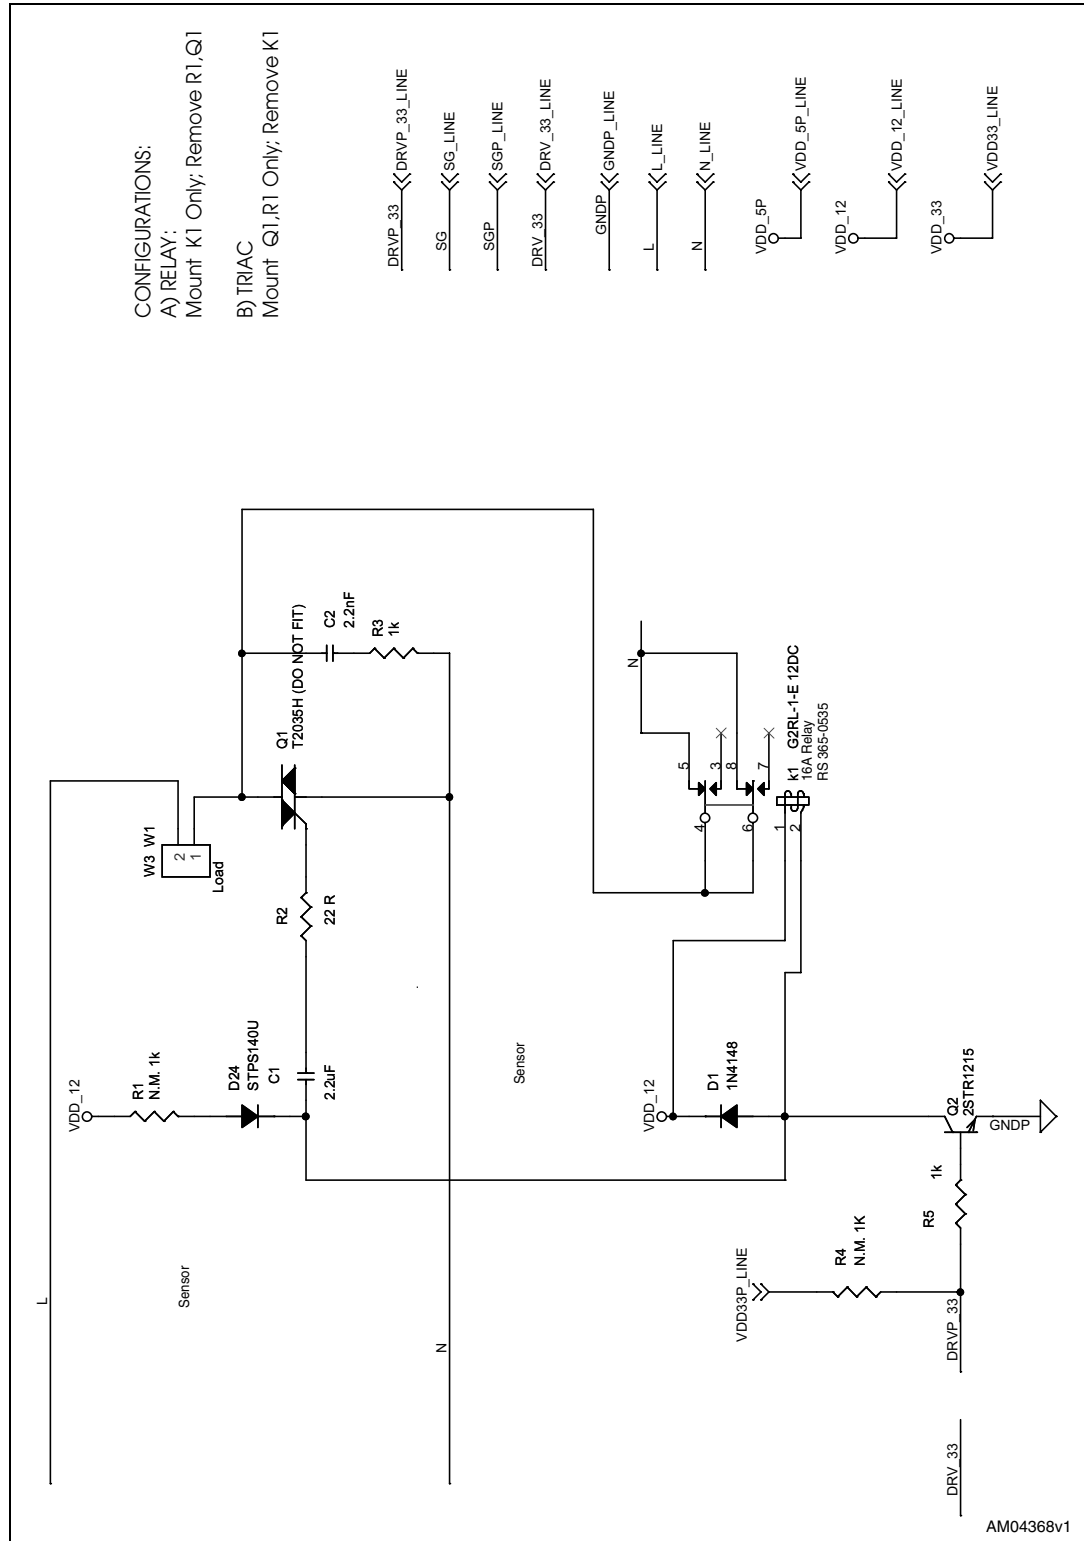 CONFIGURATIONS:
A) RELAY:
Mount K1 Only; Remove R1,Q1
B) TRIAC
Mount Q1,R1 Only; Remove K1
DRVP_33
DRVP_33_LINE
SG
SG_LINE
SGP
SGP_LINE
DRV_33
DRV_33_LINE
GNDP
GNDP_LINE
L
L_LINE
N
N_LINE
VDD_5P
VDD_5P_LINE
VDD_12
VDD_12_LINE
VDD_33
VDD33_LINE
L
W3 W1
2
1
Load
Q1
T2035H (DO NOT FIT)
C2
2.2nF
R3
1k
R2
22 R
VDD_12
R1
N.M. 1k
D24
STPS140U
C1
2.2uF
Sensor
Sensor
N
N
5
3
8
7
4
6
1
2
k1 G2RL-1-E 12DC
16A Relay
RS 365-0535
VDD_12
D1
1N4148
Q2
2STR1215
GNDP
1k
R5
R4
N.M. 1K
VDD33P_LINE
DRVP_33
DRV_33
AM04368v1